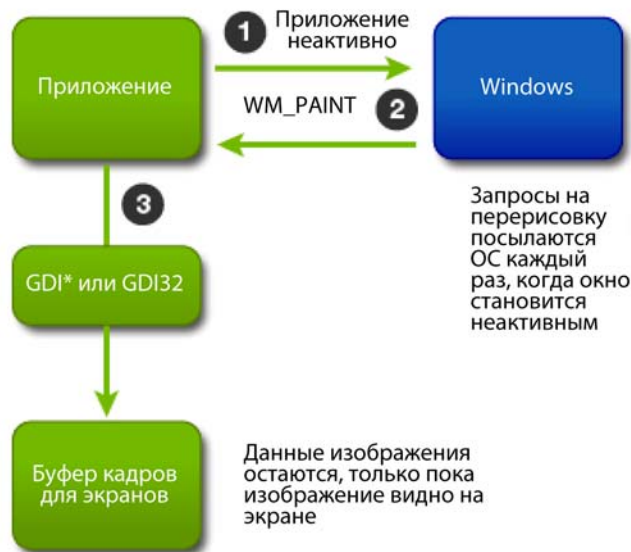 1
Приложение
неактивно
Приложение
Windows
WM_PAINT
2
3
Запросы на
перерисовку
посылаются
ОС каждый
раз, когда окно
становится
неактивным
GDI* или GDI32
Буфер кадров
для экранов
Данные изображения
остаются, только пока
изображение видно на
экране